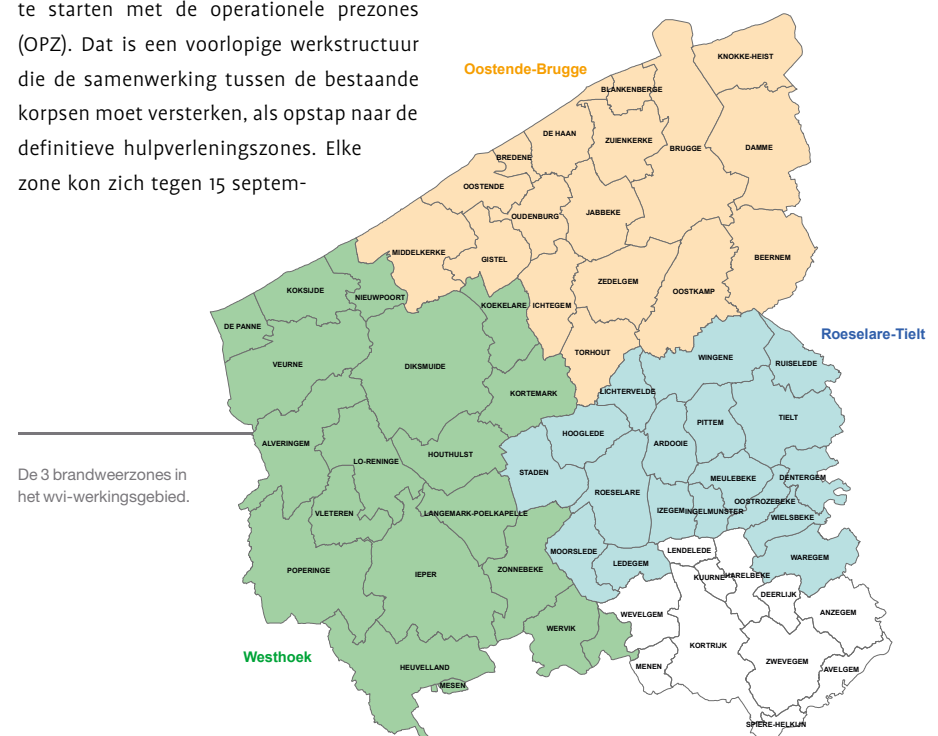 te starten met de operationele prezones
(OPZ). Dat is een voorlopige werkstructuur
die de samenwerking tussen de bestaande
korpsen moet versterken, als opstap naar de
definitieve hulpverleningszones. Elke
zone kon zich tegen 15 septem-
Oostende-Brugge
KNOKKE-HEIST
BLANKENBERGE
DE HAAN
ZUIENKERKE
BRUGGE
DAMME
BREDENE
OOSTENDE
OUDENBURG
JABBEKE
MIDDELKERKE
GISTEL
BEERNEM
ZEDELGEM
OOSTKAMP
KOKSIJDE
NIEUWPOORT
KOEKELARE
ICHTEGEM
DE PANNE
Roeselare-Tielt
TORHOUT
WINGENE
RUISELEDE
VEURNE
DIKSMUIDE
KORTEMARK
LICHTERVELDE
TIELT
PITTEM
HOOGLEDE
ARDOOIE
ALVERINGEM
LO-RENINGE
HOUTHULST
STADEN
MEULEBEKE
DENTERGEM
De 3 brandweerzones in
het wvi-werkingsgebied.
ROESELARE
OOSTROZEBEKE
VLETEREN
LANGEMARK-POELKAPELLE
IZEGEM
INGELMUNSTER
WIELSBEKE
MOORSLEDE
LENDELEDE
WAREGEM
LEDEGEM
POPERINGE
IEPER
ZONNEBEKE
KUURNE
HARELBEKE
DEERLIJK
WEVELGEM
ANZEGEM
WERVIK
KORTRIJK
Westhoek
HEUVELLAND
MENEN
ZWEVEGEM
AVELGEM
MESEN
SPIERE-HELKIJN